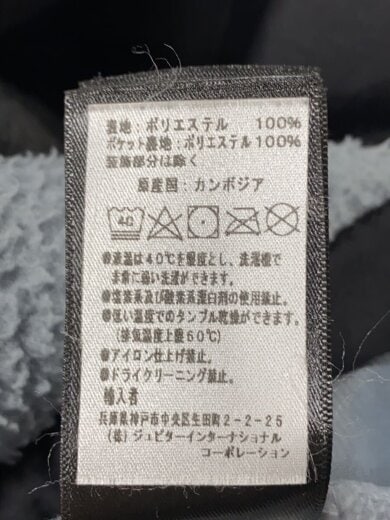 表地：ポリエステル 100%
ポケット裏地：ポリエステル 100%
装飾部分は除く
原産国：カンボジア
40
●液温は40℃を限度とし、洗濯機で
非常に弱い洗濯ができます。
●塩素系及び酸素系漂白剤の使用禁止。
●低い温度でのタンブル乾燥ができます。
(排気温度上限60℃)
●アイロン仕上げ禁止。
●ドライクリーニング禁止。
輸入者
兵庫県神戸市中央区生田町2-2-25
(株)ジュピターインターナショナル
コーポレーション